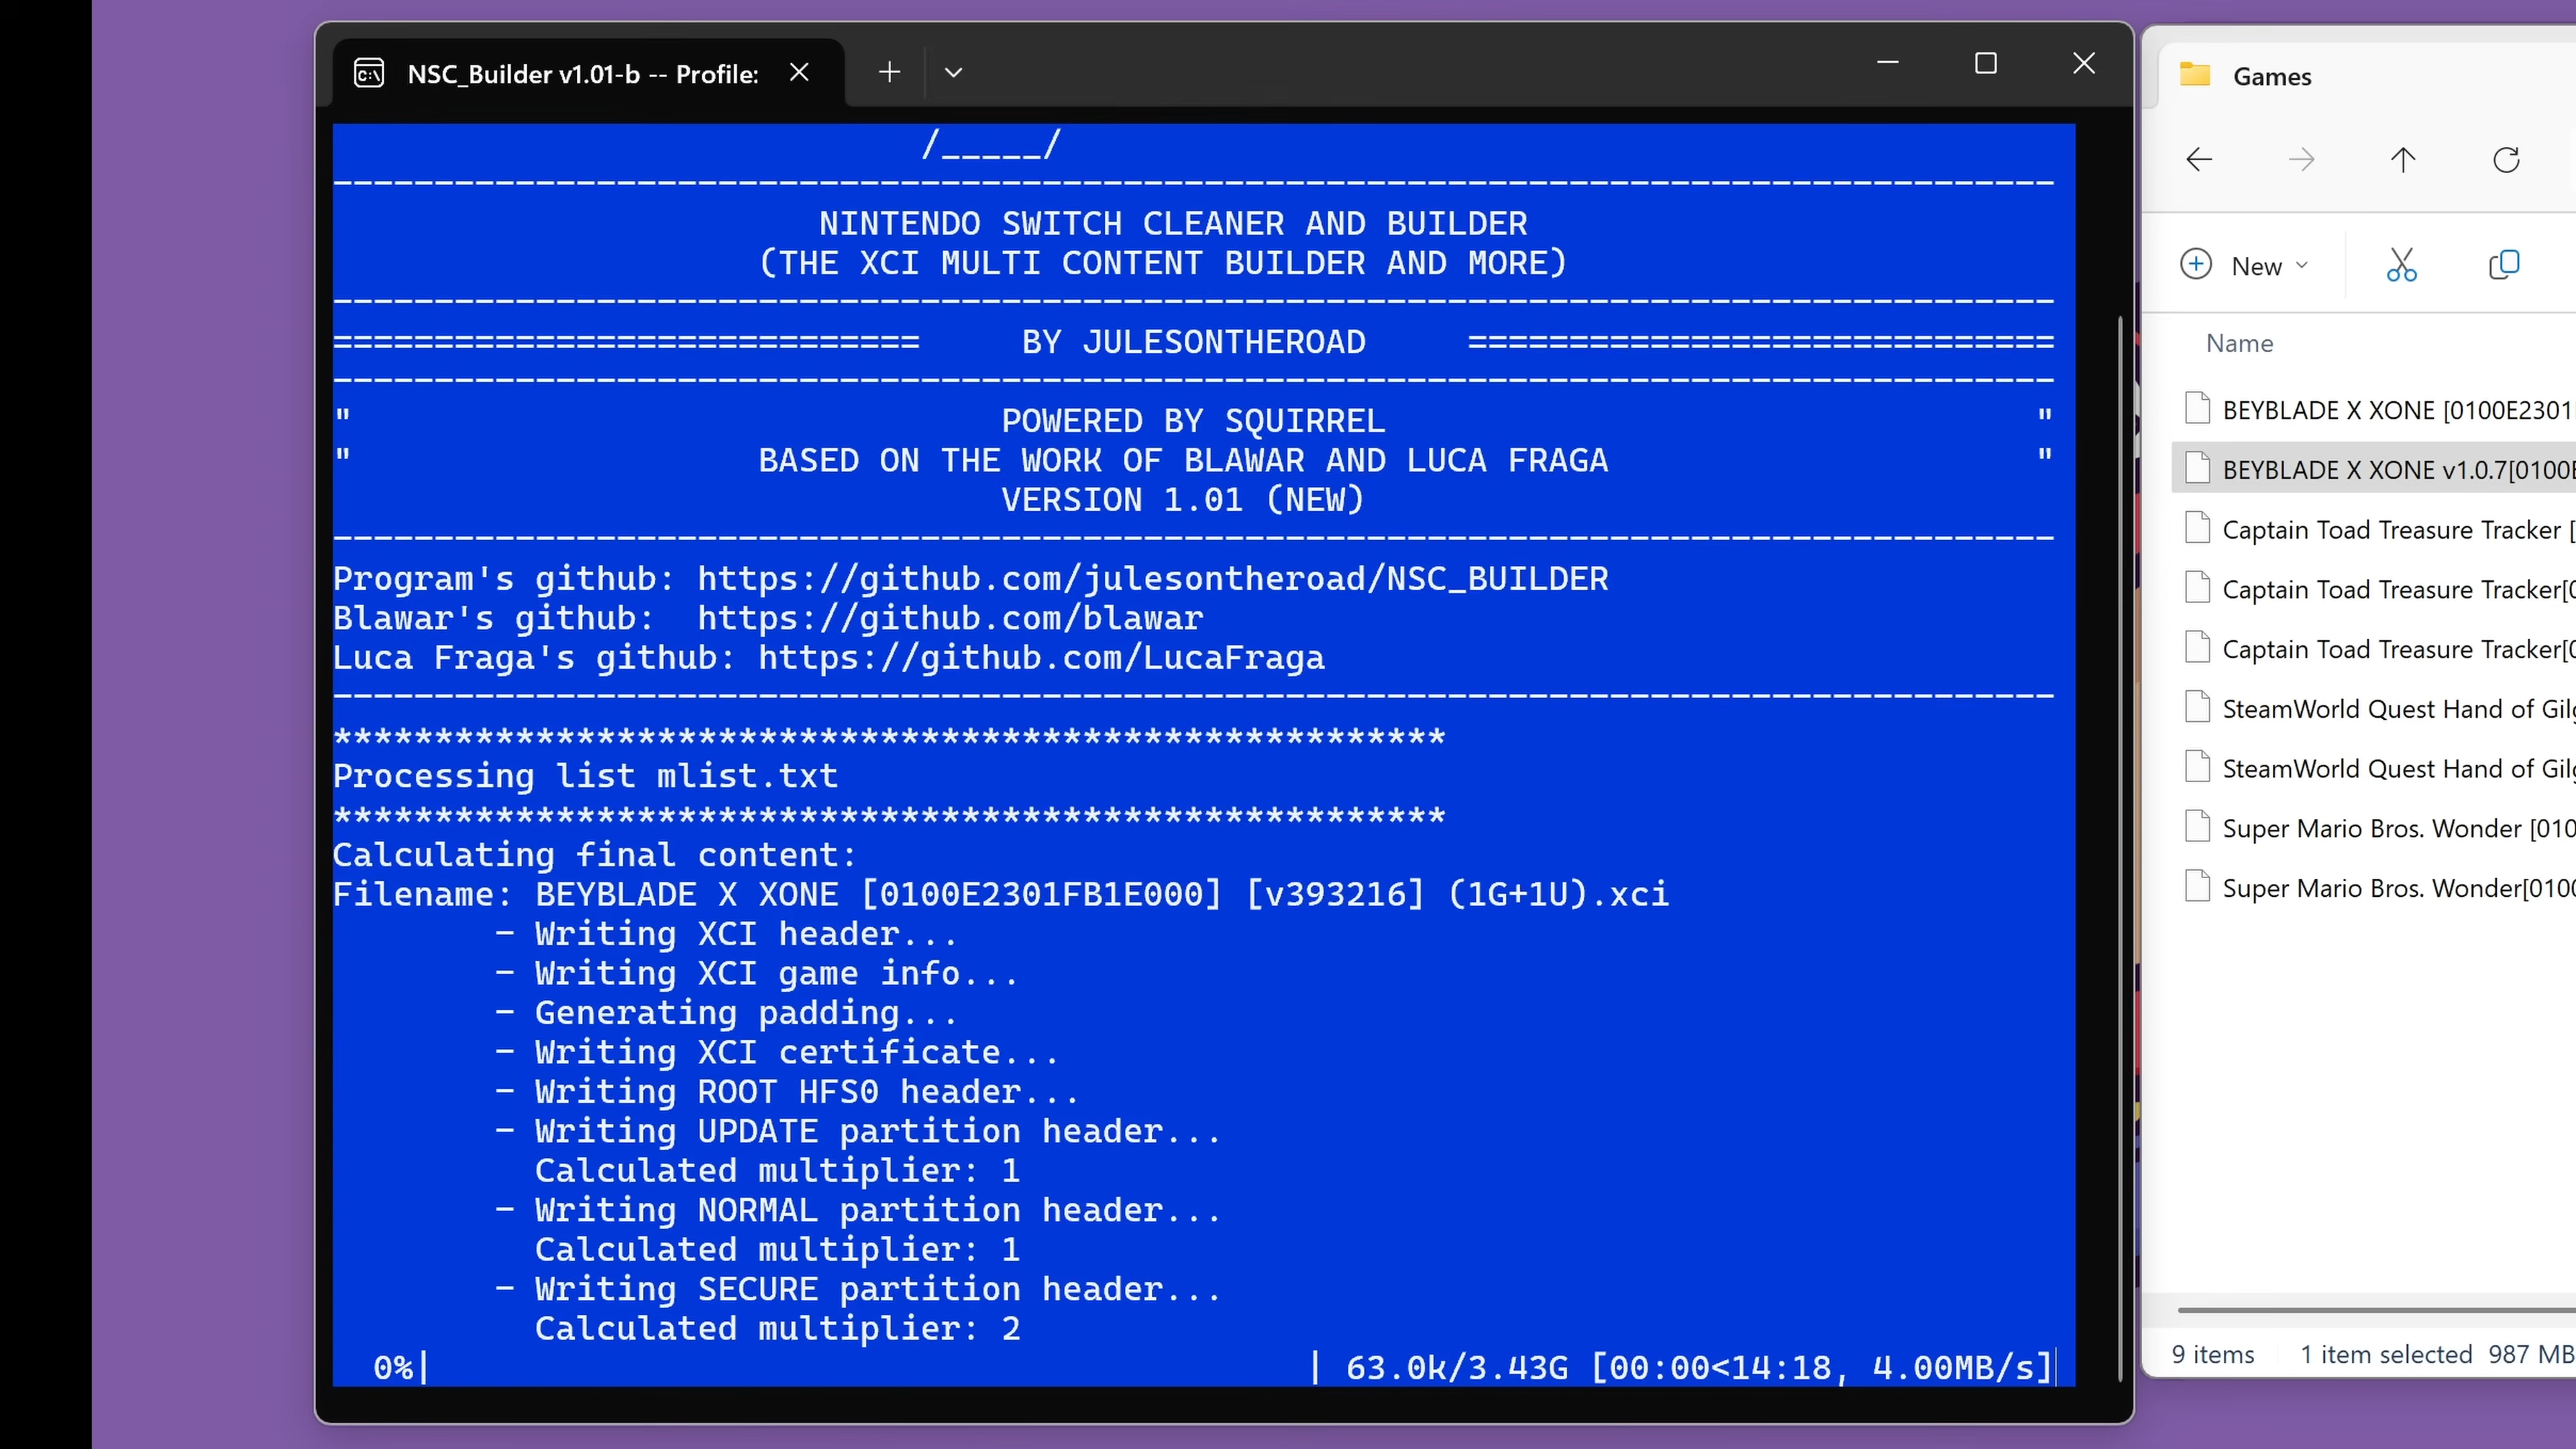 NSC_Builder v1.01-b -- Profile:
/_____/
NINTENDO SWITCH CLEANER AND BUILDER
(THE XCI MULTI CONTENT BUILDER AND MORE)
=============================     BY JULESONTHEROAD     =============================
"                                POWERED BY SQUIRREL                                "
"                    BASED ON THE WORK OF BLAWAR AND LUCA FRAGA                     "
VERSION 1.01 (NEW)
Program's github: https://github.com/julesontheroad/NSC_BUILDER
Blawar's github:  https://github.com/blawar
Luca Fraga's github: https://github.com/LucaFraga
*******************************************************
Processing list mlist.txt
*******************************************************
Calculating final content:
Filename: BEYBLADE X XONE [0100E2301FB1E000] [v393216] (1G+1U).xci
- Writing XCI header...
- Writing XCI game info...
- Generating padding...
- Writing XCI certificate...
- Writing ROOT HFS0 header...
- Writing UPDATE partition header...
Calculated multiplier: 1
- Writing NORMAL partition header...
Calculated multiplier: 1
- Writing SECURE partition header...
Calculated multiplier: 2
0%|                                            | 63.0k/3.43G [00:00<14:18, 4.00MB/s]
Games
New
Name
BEYBLADE X XONE [0100E2301
BEYBLADE X XONE v1.0.7[0100E
Captain Toad Treasure Tracker [
Captain Toad Treasure Tracker[0
Captain Toad Treasure Tracker[0
SteamWorld Quest Hand of Gilg
SteamWorld Quest Hand of Gilg
Super Mario Bros. Wonder [010
Super Mario Bros. Wonder[0100
9 items 1 item selected 987 MB